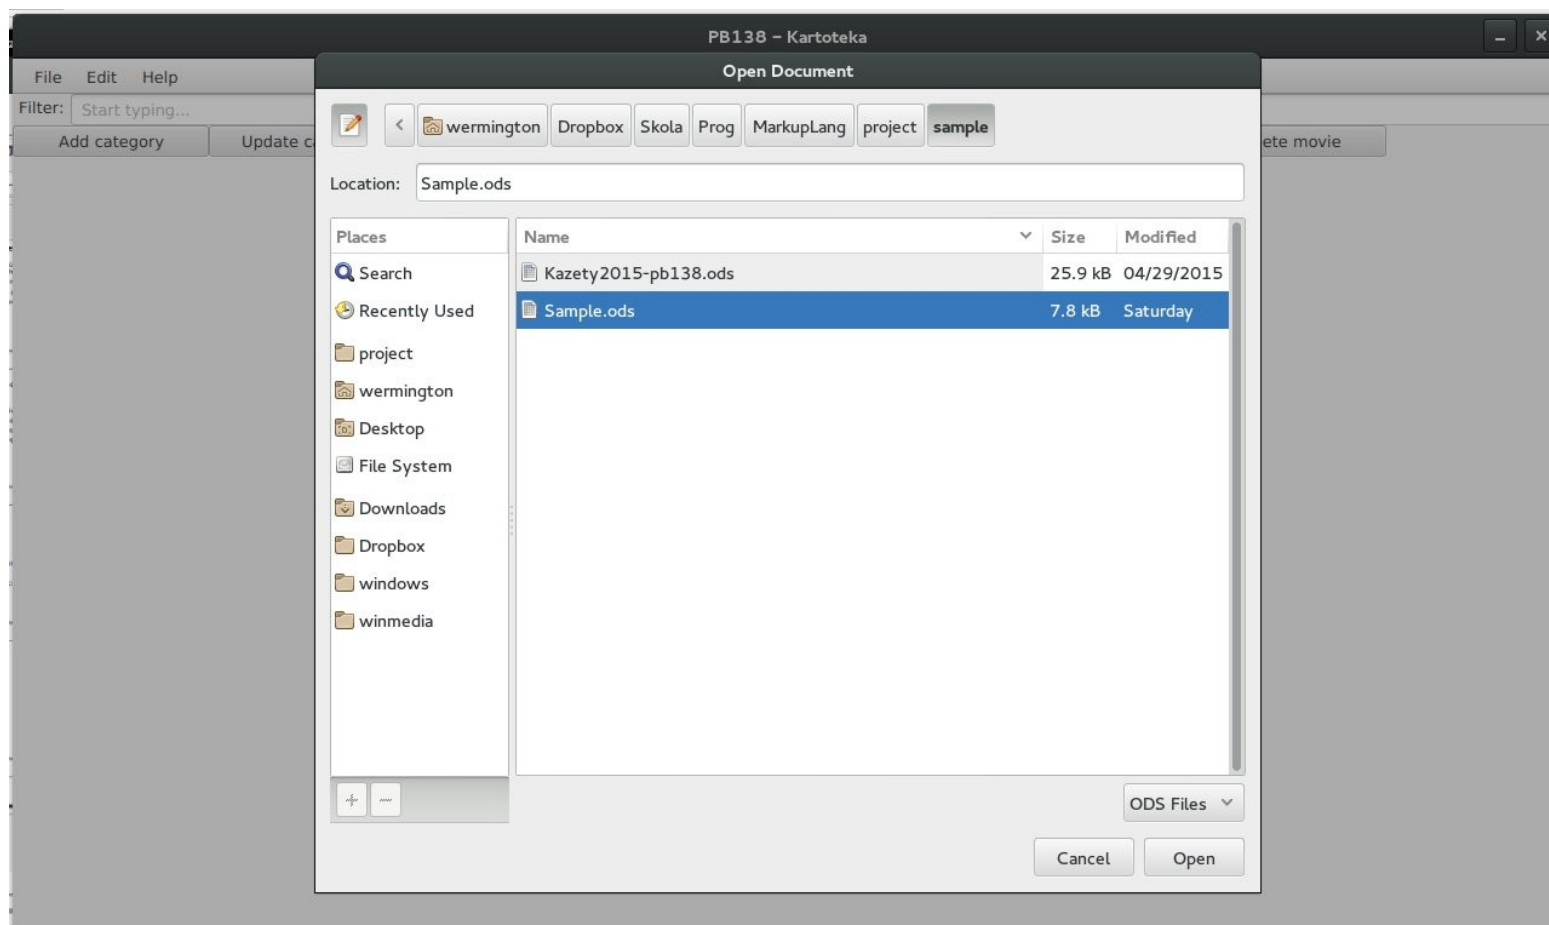 PB138 – Kartoteka
Open Document
File Edit Help
Filter: Start typing...
Add category Update c ete movie
wermington Dropbox Skola Prog MarkupLang project sample
Location: Sample.ods
Places
Search
Recently Used
project
wermington
Desktop
File System
Downloads
Dropbox
windows
winmedia
Name Size Modified
Kazety2015-pb138.ods 25.9 kB 04/29/2015
Sample.ods 7.8 kB Saturday
ODS Files
Cancel Open